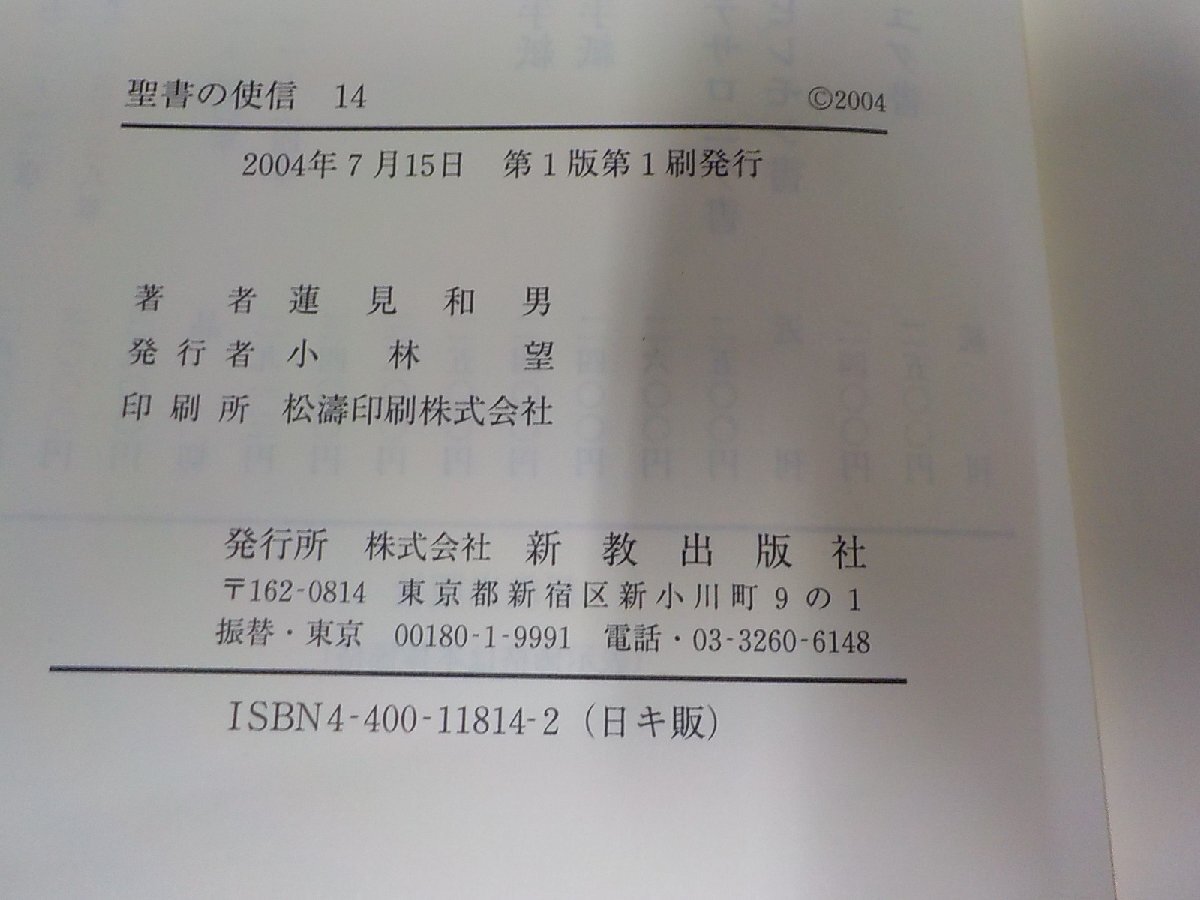 聖書の使信　14　©2004
2004年7月15日　第1版第1刷発行
著　者　蓮見和男
発行者　小林　望
印刷所　松濤印刷株式会社
発行所　株式会社　新教出版社
〒162-0814　東京都新宿区新小川町9の1
振替・東京　00180-1-9991　電話・03-3260-6148
ISBN4-400-11814-2（日キ販）